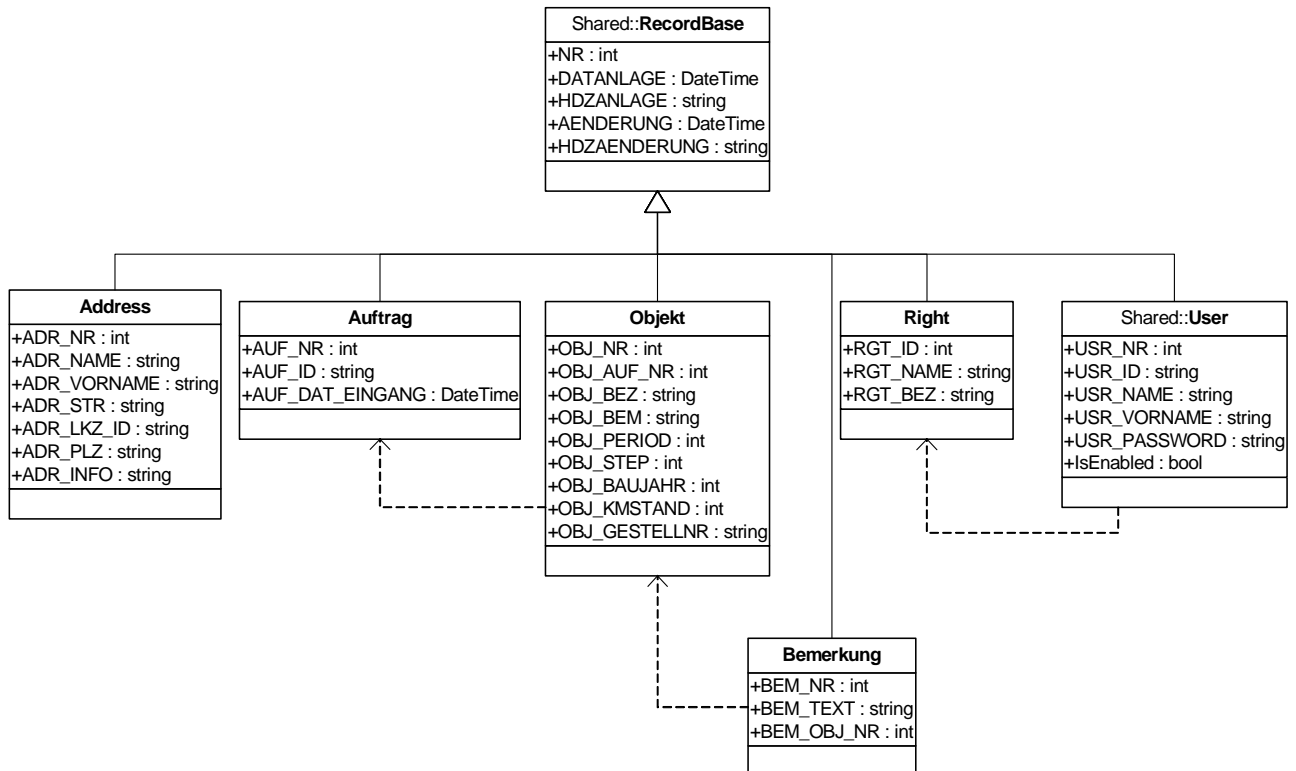 Shared::RecordBase
+NR : int
+DATANLAGE : DateTime
+HDZANLAGE : string
+AENDERUNG : DateTime
+HDZAENDERUNG : string
Address
+ADR_NR : int
+ADR_NAME : string
+ADR_VORNAME : string
+ADR_STR : string
+ADR_LKZ_ID : string
+ADR_PLZ : string
+ADR_INFO : string
Auftrag
+AUF_NR : int
+AUF_ID : string
+AUF_DAT_EINGANG : DateTime
Objekt
+OBJ_NR : int
+OBJ_AUF_NR : int
+OBJ_BEZ : string
+OBJ_BEM : string
+OBJ_PERIOD : int
+OBJ_STEP : int
+OBJ_BAUJAHR : int
+OBJ_KMSTAND : int
+OBJ_GESTELLNR : string
Right
+RGT_ID : int
+RGT_NAME : string
+RGT_BEZ : string
Shared::User
+USR_NR : int
+USR_ID : string
+USR_NAME : string
+USR_VORNAME : string
+USR_PASSWORD : string
+IsEnabled : bool
Bemerkung
+BEM_NR : int
+BEM_TEXT : string
+BEM_OBJ_NR : int